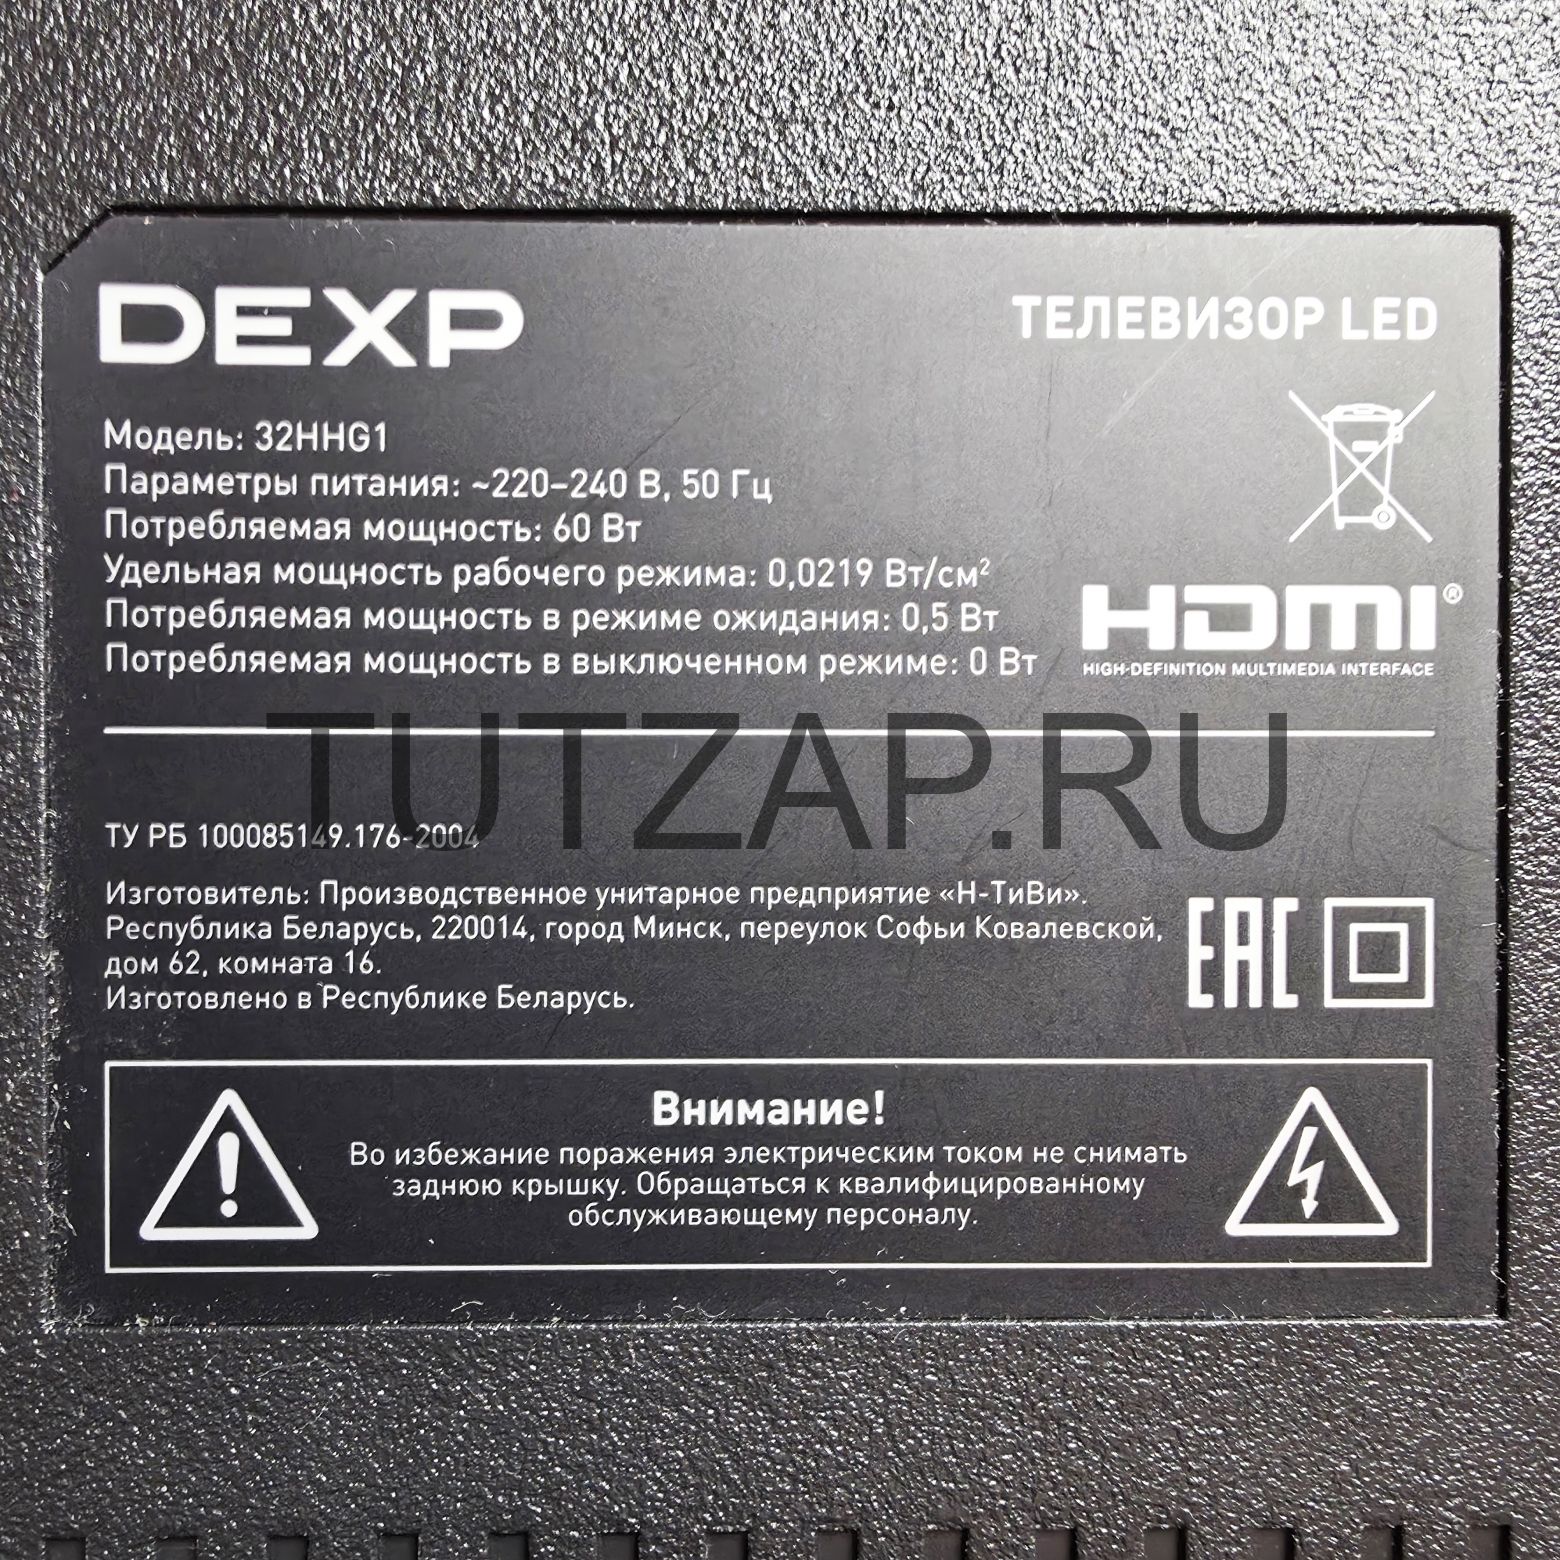 DEXP
ТЕЛЕВИЗОР LED
Модель: 32HHG1
Параметры питания: ~220–240 В, 50 Гц
Потребляемая мощность: 60 Вт
Удельная мощность рабочего режима: 0,0219 Вт/см²
Потребляемая мощность в режиме ожидания: 0,5 Вт
Потребляемая мощность в выключенном режиме: 0 Вт
HDMI®
HIGH-DEFINITION MULTIMEDIA INTERFACE
TUTZAP.RU
ТУ РБ 100085149.176-2004
Изготовитель: Производственное унитарное предприятие «Н-ТиВи».
Республика Беларусь, 220014, город Минск, переулок Софьи Ковалевской,
дом 62, комната 16.
Изготовлено в Республике Беларусь.
EAC
Внимание!
Во избежание поражения электрическим током не снимать
заднюю крышку. Обращаться к квалифицированному
обслуживающему персоналу.